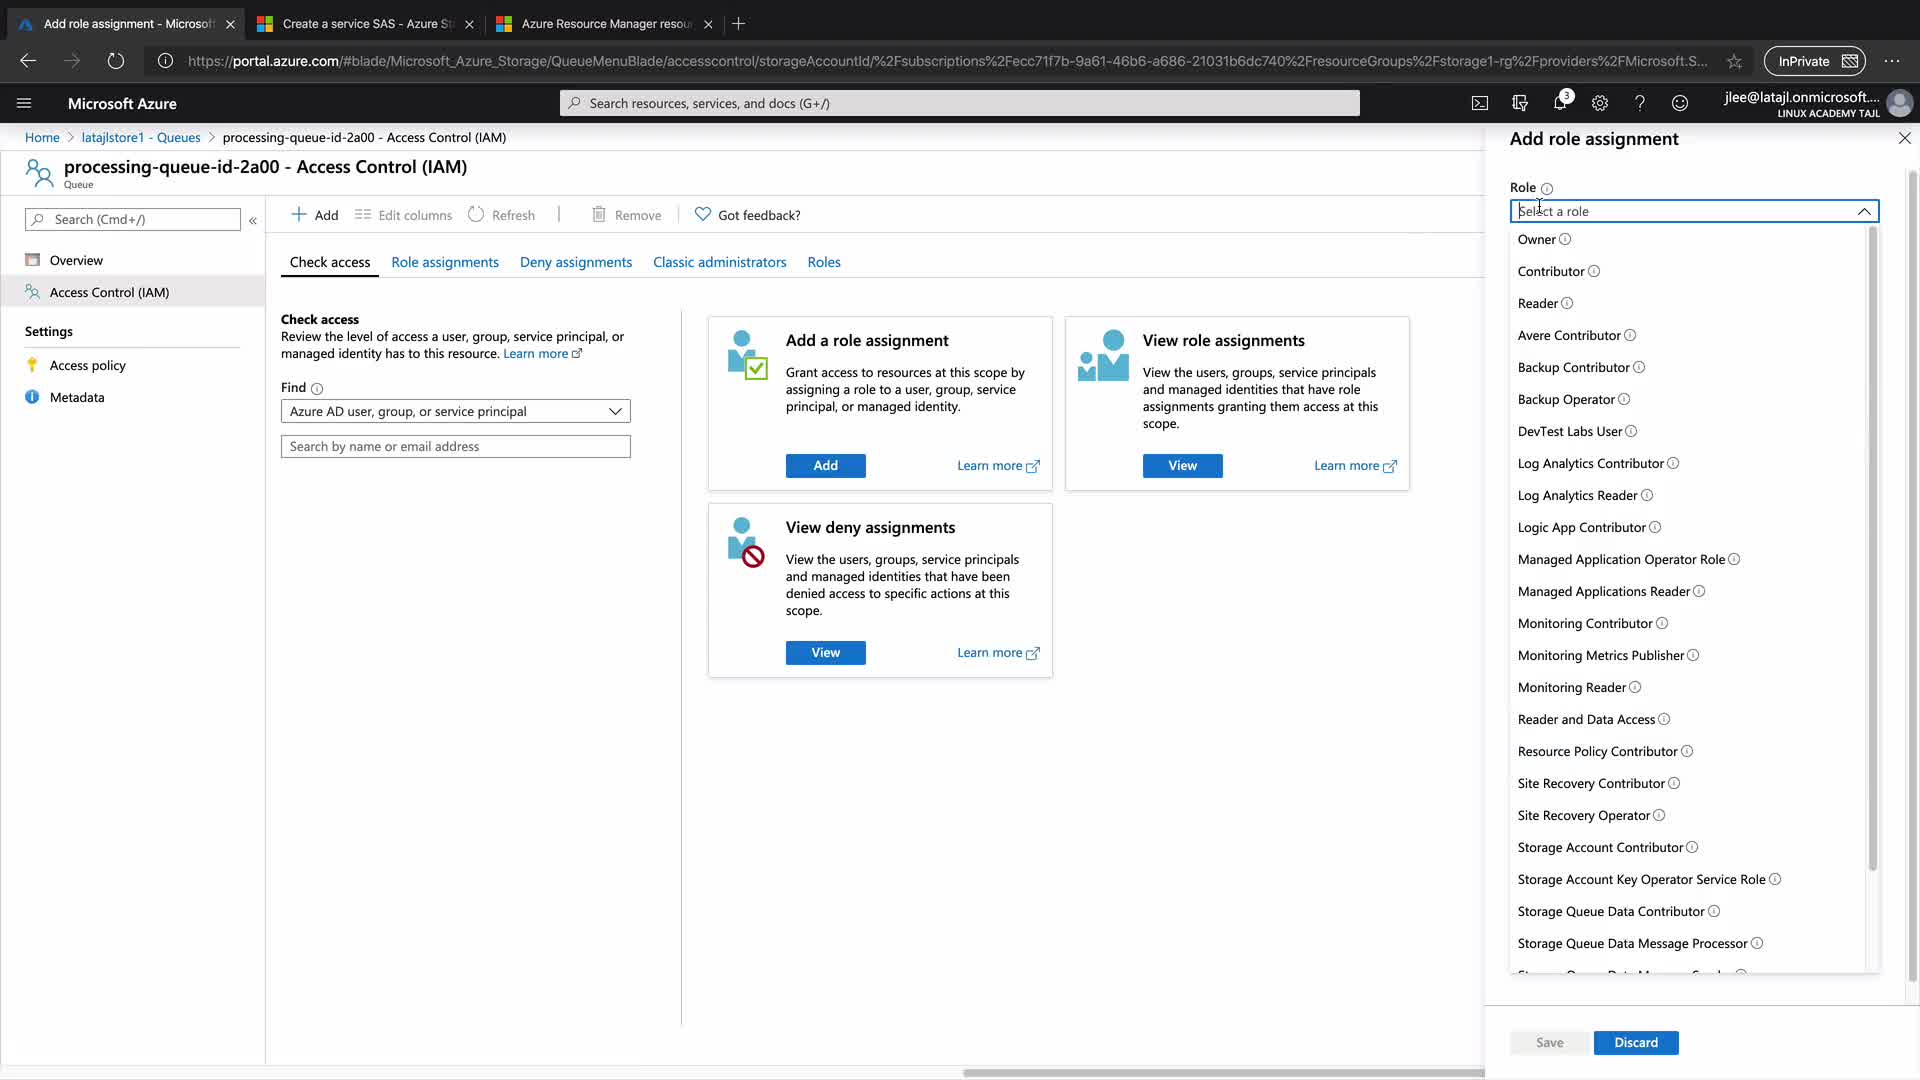 Add role assignment - Microsof
Create a service SAS - Azure St
Azure Resource Manager resou
https://portal.azure.com/#blade/Microsoft_Azure_Storage/QueueMenuBlade/accesscontrol/storageAccountId/%2Fsubscriptions%2Fecc71f7b-9a61-46b6-a686-21031b6dc740%2FresourceGroups%2Fstorage1-rg%2Fproviders%2FMicrosoft.S...
InPrivate
Microsoft Azure
Search resources, services, and docs (G+/)
3
jlee@latajl.onmicrosoft....
LINUX ACADEMY TAJL
Home > latajlstore1 - Queues > processing-queue-id-2a00 - Access Control (IAM)
processing-queue-id-2a00 - Access Control (IAM)
Queue
Search (Cmd+/)
Overview
Access Control (IAM)
Settings
Access policy
Metadata
Add
Edit columns
Refresh
Remove
Got feedback?
Check access
Role assignments
Deny assignments
Classic administrators
Roles
Check access
Review the level of access a user, group, service principal, or
managed identity has to this resource. Learn more
Find
Azure AD user, group, or service principal
Search by name or email address
Add a role assignment
Grant access to resources at this scope by
assigning a role to a user, group, service
principal, or managed identity.
Add
Learn more
View role assignments
View the users, groups, service principals
and managed identities that have role
assignments granting them access at this
scope.
View
Learn more
View deny assignments
View the users, groups, service principals
and managed identities that have been
denied access to specific actions at this
scope.
View
Learn more
Add role assignment
Role
Select a role
Owner
Contributor
Reader
Avere Contributor
Backup Contributor
Backup Operator
DevTest Labs User
Log Analytics Contributor
Log Analytics Reader
Logic App Contributor
Managed Application Operator Role
Managed Applications Reader
Monitoring Contributor
Monitoring Metrics Publisher
Monitoring Reader
Reader and Data Access
Resource Policy Contributor
Site Recovery Contributor
Site Recovery Operator
Storage Account Contributor
Storage Account Key Operator Service Role
Storage Queue Data Contributor
Storage Queue Data Message Processor
Save
Discard